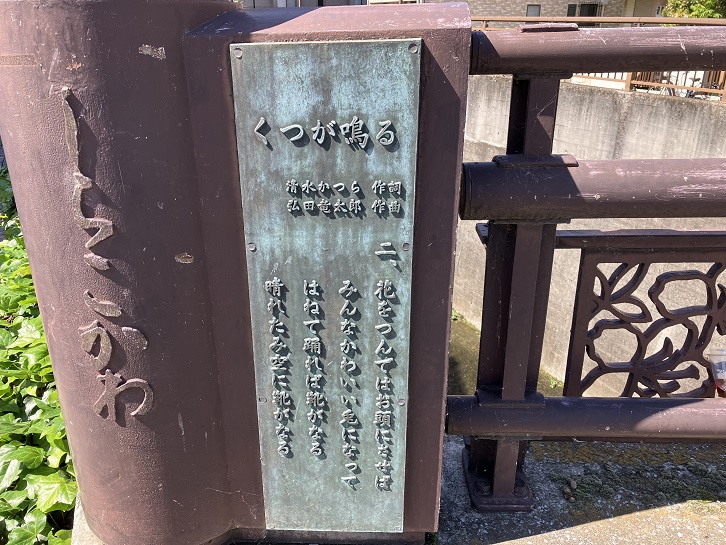 しらこがわ
くつが鳴る
清水かつら 作詞
弘田竜太郎 作曲
二、花をつんではお頭にさせば
みんなかわいい兎になって
はねて踊れば靴がなる
晴れたみ空に靴がなる